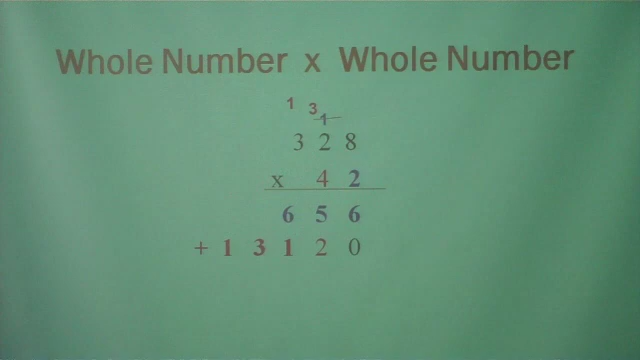 Whole Number x Whole Number
1 3
1
3 2 8
x 4 2
6 5 6
+ 1 3 1 2 0